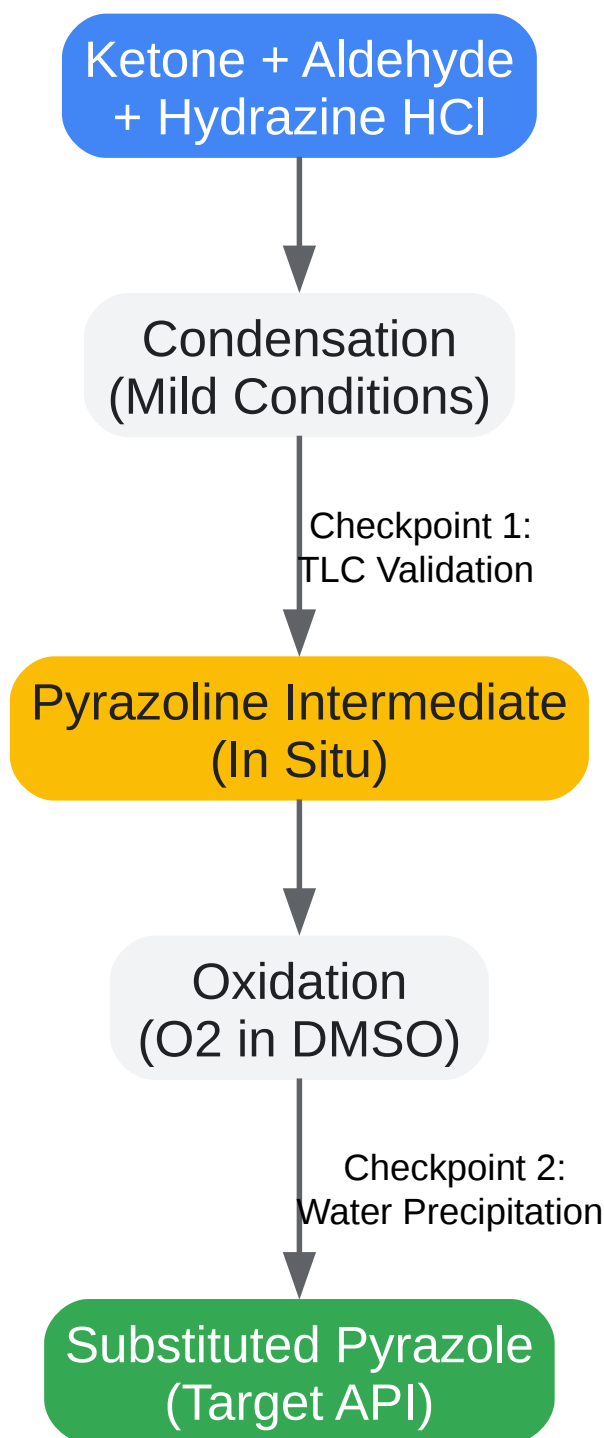 Ketone + Aldehyde
+ Hydrazine HCl
Condensation
(Mild Conditions)
Checkpoint 1:
TLC Validation
Pyrazoline Intermediate
(In Situ)
Oxidation
(O2 in DMSO)
Checkpoint 2:
Water Precipitation
Substituted Pyrazole
(Target API)